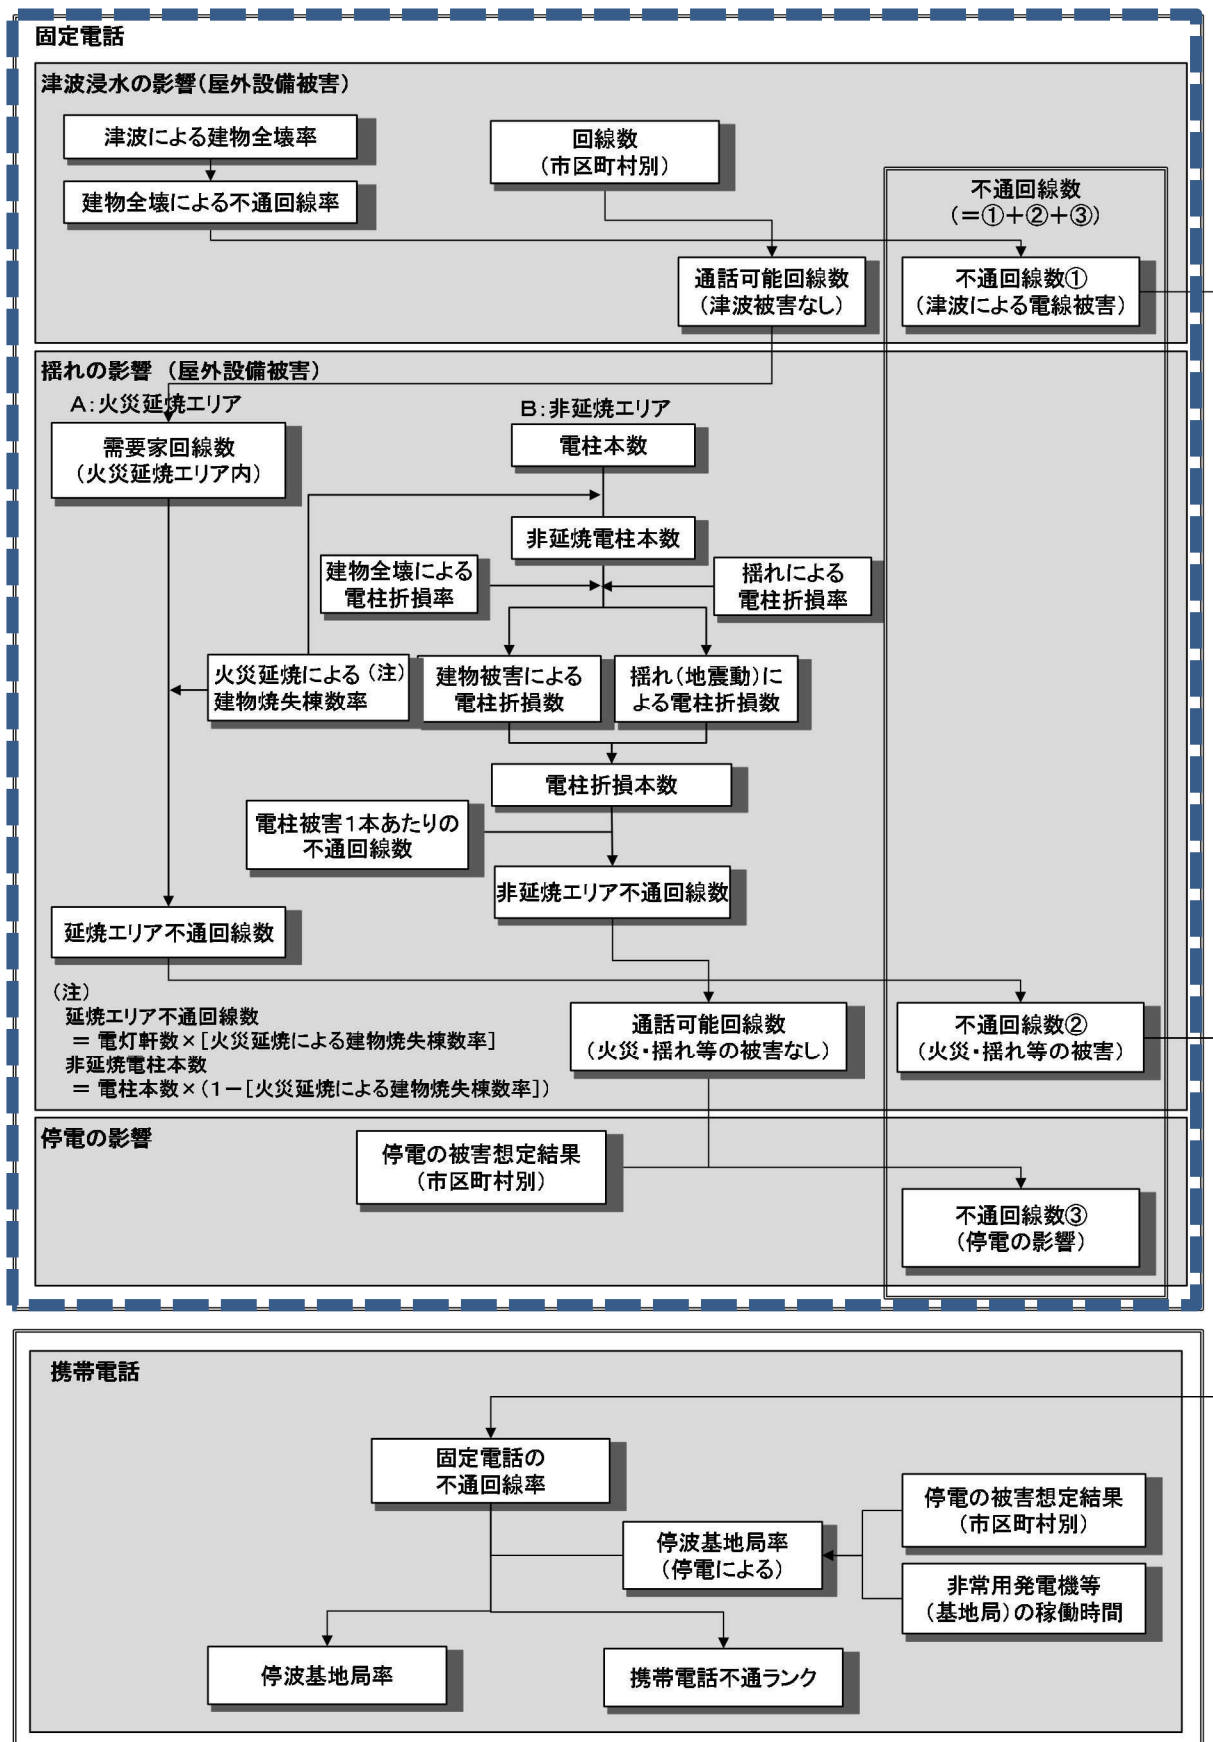 固定電話
津波浸水の影響(屋外設備被害)
津波による建物全壊率
建物全壊による不通回線率
回線数
(市区町村別)
不通回線数
(=①+②+③)
通話可能回線数
(津波被害なし)
不通回線数①
(津波による電線被害)
揺れの影響 (屋外設備被害)
A:火災延焼エリア
B:非延焼エリア
需要家回線数
(火災延焼エリア内)
電柱本数
非延焼電柱本数
建物全壊による
電柱折損率
揺れによる
電柱折損率
火災延焼による(注)
建物焼失棟数率
建物被害による
電柱折損数
揺れ(地震動)に
よる電柱折損数
電柱折損本数
電柱被害1本あたりの
不通回線数
非延焼エリア不通回線数
延焼エリア不通回線数
(注)
延焼エリア不通回線数
= 電灯軒数×[火災延焼による建物焼失棟数率]
非延焼電柱本数
= 電柱本数×(1-[火災延焼による建物焼失棟数率])
通話可能回線数
(火災・揺れ等の被害なし)
不通回線数②
(火災・揺れ等の被害)
停電の影響
停電の被害想定結果
(市区町村別)
不通回線数③
(停電の影響)
携帯電話
固定電話の
不通回線率
停電の被害想定結果
(市区町村別)
停波基地局率
(停電による)
非常用発電機等
(基地局)の稼働時間
停波基地局率
携帯電話不通ランク